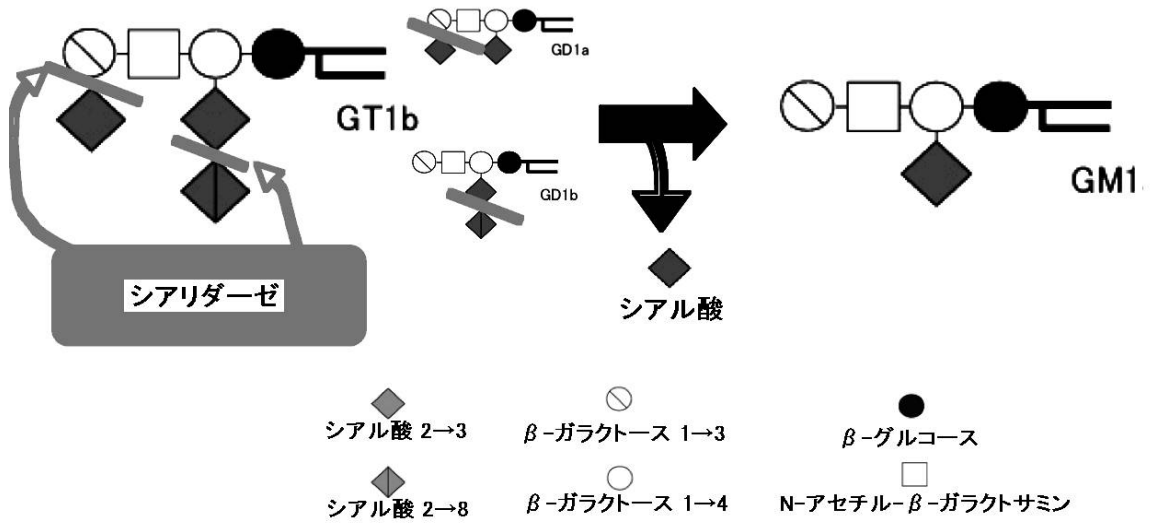 GD1a
GT1b
GD1b
GM1
シアリダーゼ
シアル酸
シアル酸 2→3
β-ガラクトース 1→3
β-グルコース
シアル酸 2→8
β-ガラクトース 1→4
N-アセチル-β-ガラクトサミン